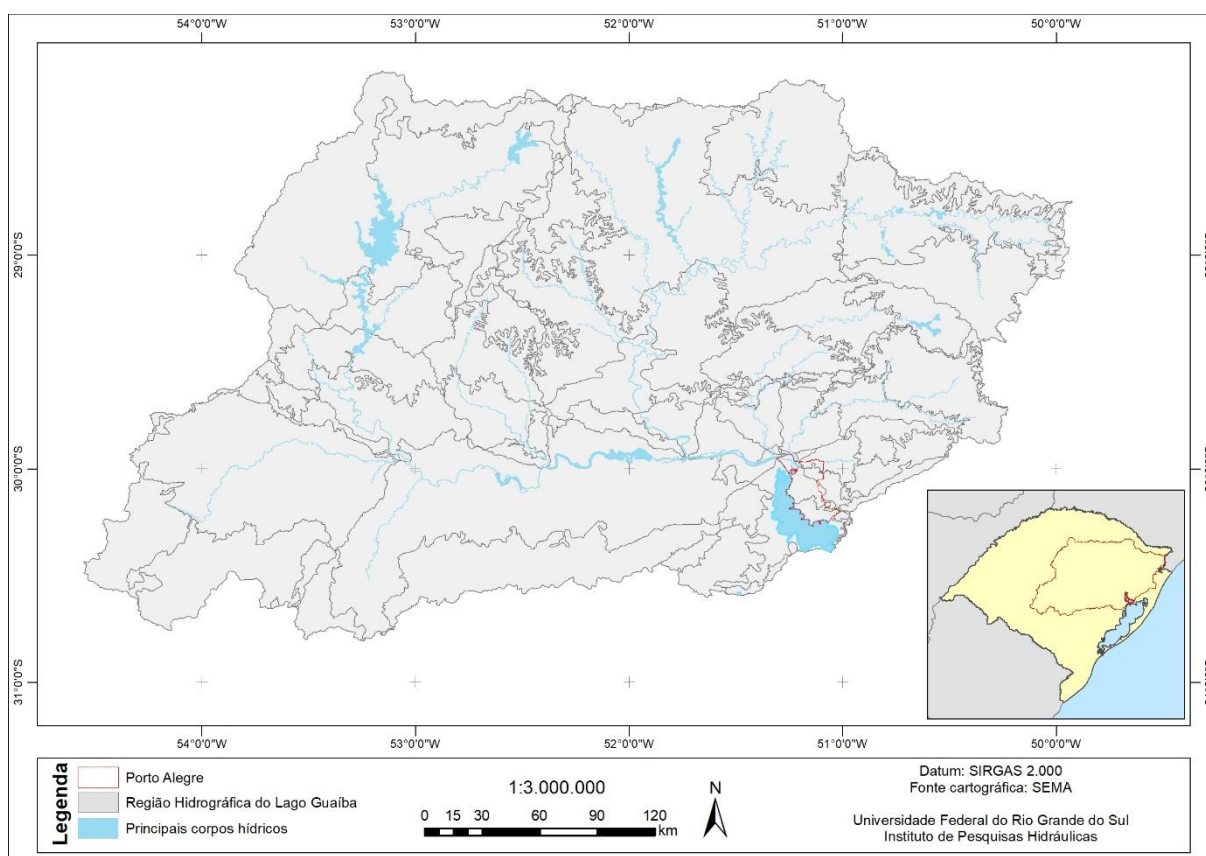 54°0'0"W 53°0'0"W 52°0'0"W 51°0'0"W 50°0'0"W
29°0'0"S
30°0'0"S
31°0'0"S
54°0'0"W 53°0'0"W 52°0'0"W 51°0'0"W 50°0'0"W
Legenda
Porto Alegre
Região Hidrográfica do Lago Guaíba
Principais corpos hídricos
1:3.000.000
0 15 30 60 90 120
km
N
Datum: SIRGAS 2.000
Fonte cartográfica: SEMA
Universidade Federal do Rio Grande do Sul
Instituto de Pesquisas Hidráulicas